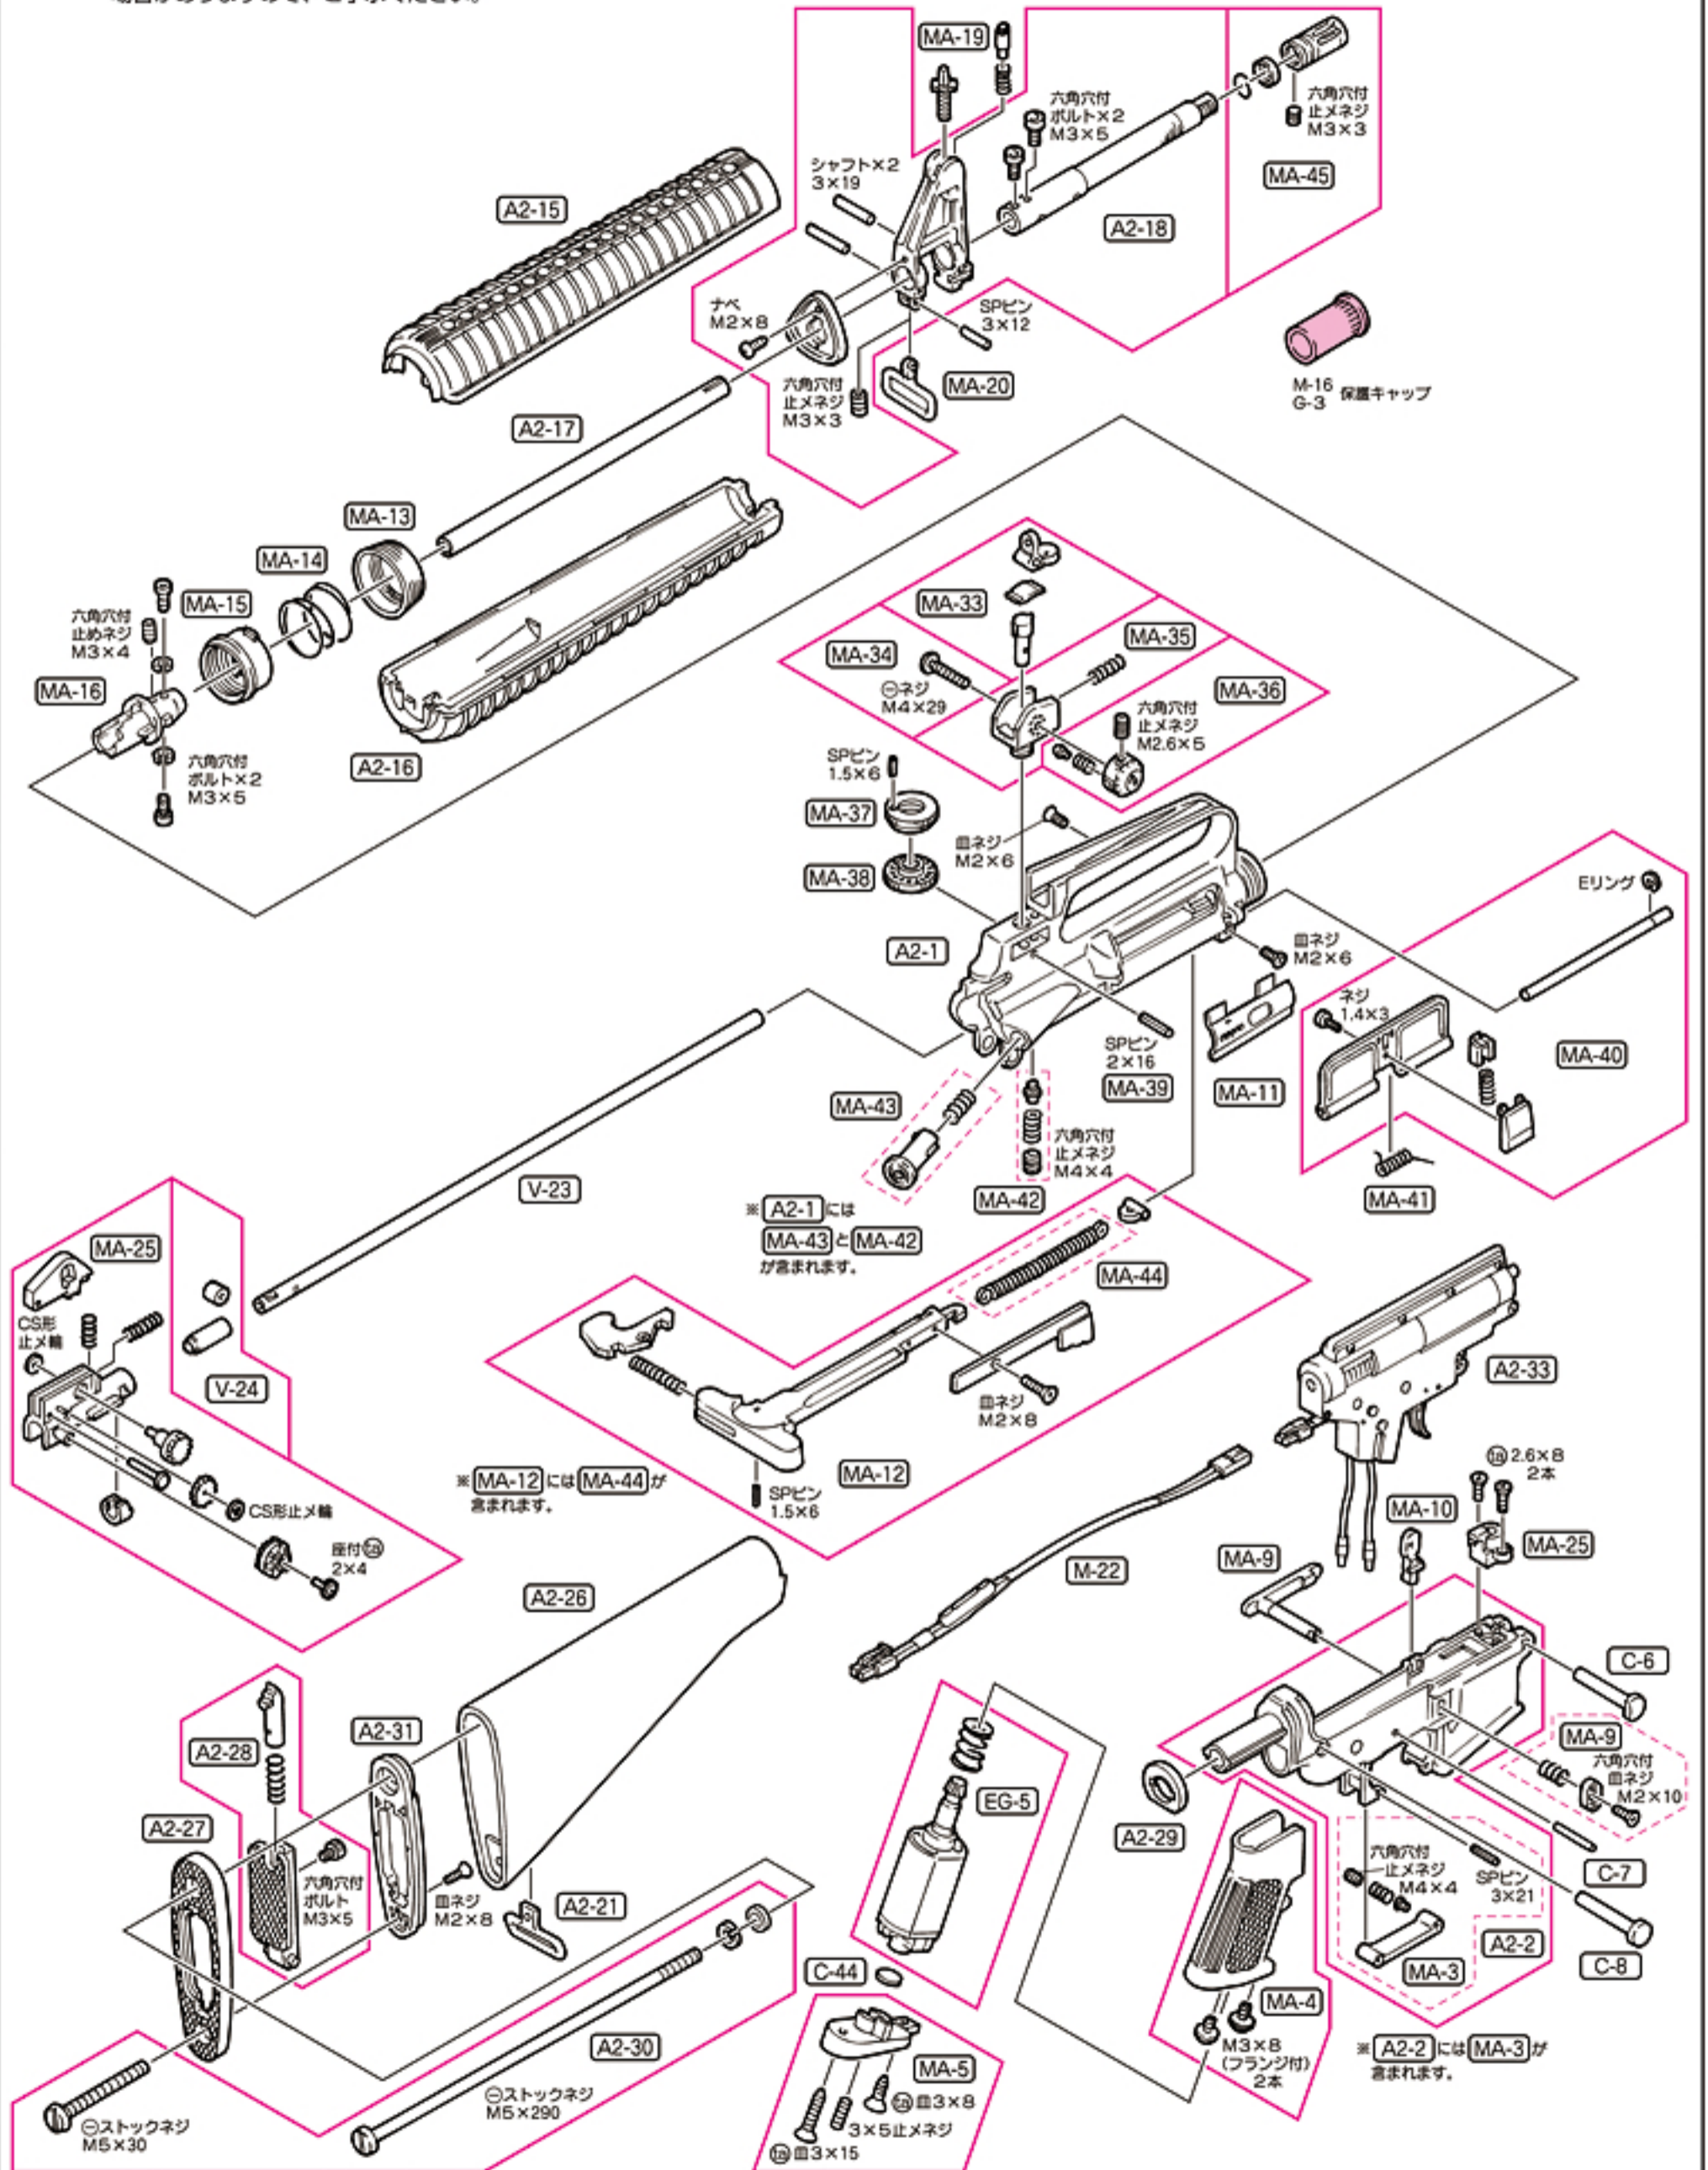 場合がありますので、ご了承ください。
MA-19
六角穴付
ボルト×2
M3×5
六角穴付
止メネジ
M3×3
MA-45
シャフト×2
3×19
A2-15
A2-18
ナベ
M2×8
SPピン
3×12
六角穴付
止メネジ
M3×3
MA-20
M-16
G-3
保護キャップ
A2-17
MA-13
MA-14
MA-15
六角穴付
止めネジ
M3×4
MA-16
六角穴付
ボルト×2
M3×5
A2-16
MA-33
MA-34
⊖ネジ
M4×29
MA-35
MA-36
六角穴付
止メネジ
M2.6×5
SPピン
1.5×6
MA-37
MA-38
皿ネジ
M2×6
A2-1
皿ネジ
M2×6
Eリング
ネジ
1.4×3
MA-40
SPピン
2×16
MA-39
MA-11
MA-41
MA-43
六角穴付
止メネジ
M4×4
MA-42
V-23
※A2-1には
MA-43とMA-42
が含まれます。
MA-44
MA-25
CS形
止メ輪
V-24
CS形止メ輪
座付
2×4
皿ネジ
M2×8
MA-12
※MA-12にはMA-44が
含まれます。
SPピン
1.5×6
A2-33
2.6×8
2本
MA-10
MA-25
MA-9
M-22
A2-26
C-6
MA-9
六角穴付
皿ネジ
M2×10
A2-28
A2-31
A2-27
六角穴付
ボルト
M3×5
皿ネジ
M2×8
A2-21
EG-5
A2-29
C-7
六角穴付
止メネジ
M4×4
SPピン
3×21
A2-2
MA-3
C-8
C-44
MA-4
A2-30
MA-5
M3×8
(フランジ付)
2本
※A2-2にはMA-3が
含まれます。
⊖ストックネジ
M5×290
⊖ストックネジ
M5×30
皿3×8
3×5止メネジ
皿3×15